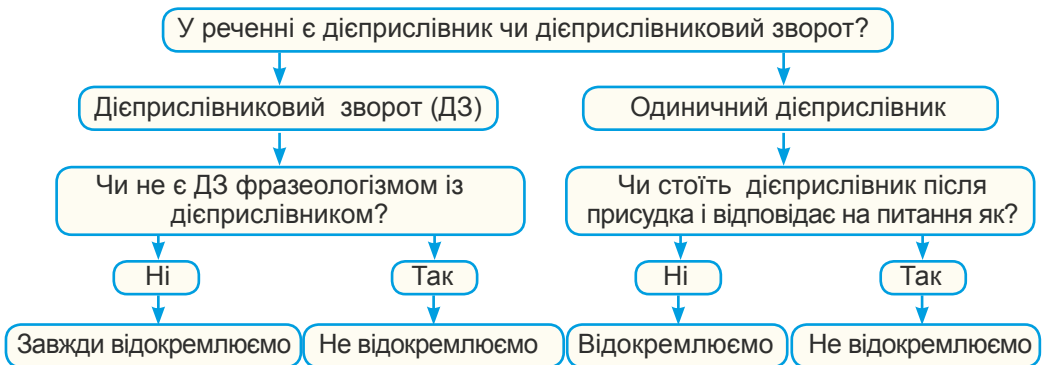 У реченні є дієприслівник чи дієприслівниковий зворот?
Дієприслівниковий зворот (ДЗ)
Одиничний дієприслівник
Чи не є ДЗ фразеологізмом із
дієприслівником?
Чи стоїть дієприслівник після
присудка і відповідає на питання як?
Ні
Так
Ні
Так
Завжди відокремлюємо
Не відокремлюємо
Відокремлюємо
Не відокремлюємо